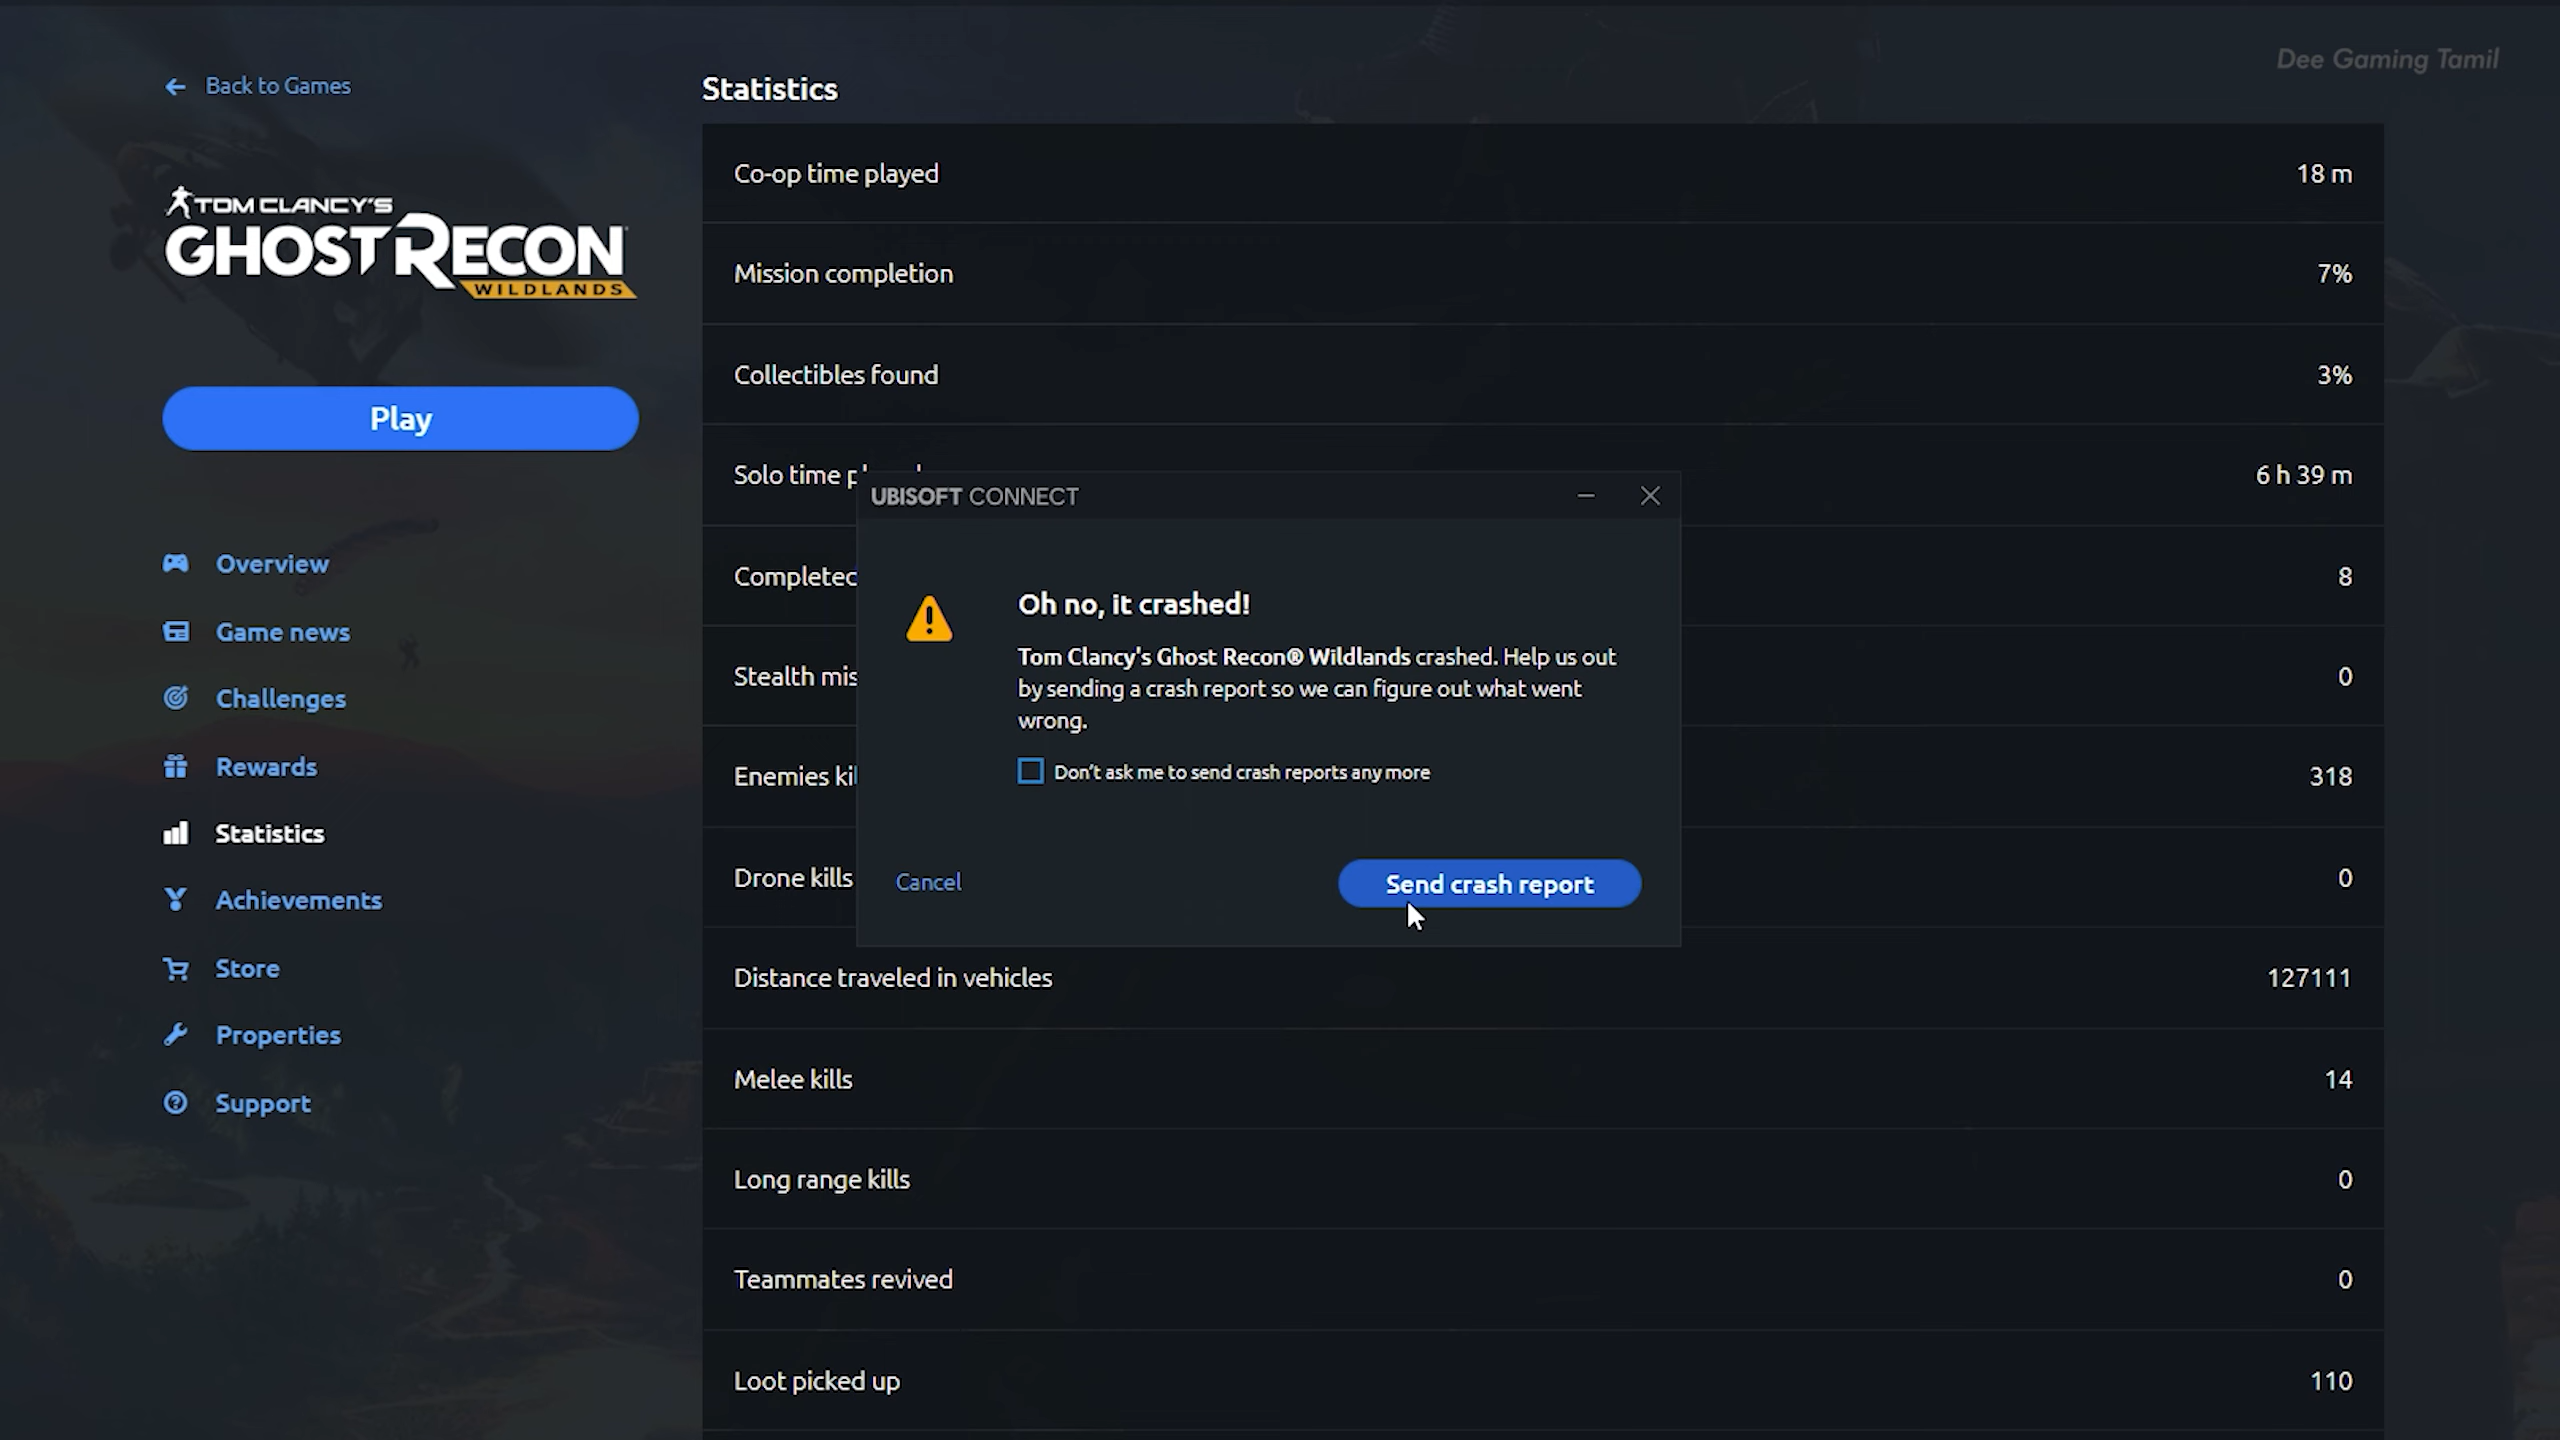 Dee Gaming Tamil
Back to Games
TOM CLANCY'S
GHOST RECON
WILDLANDS
Play
Overview
Game news
Challenges
Rewards
Statistics
Achievements
Store
Properties
Support
Statistics
Co-op time played 18 m
Mission completion 7%
Collectibles found 3%
Solo time 6 h 39 m
8
Stealth 0
Enemies 318
Drone kills 0
Distance traveled in vehicles 127111
Melee kills 14
Long range kills 0
Teammates revived 0
Loot picked up 110
UBISOFT CONNECT
Oh no, it crashed!
Tom Clancy's Ghost Recon® Wildlands crashed. Help us out
by sending a crash report so we can figure out what went
wrong.
Don't ask me to send crash reports any more
Cancel
Send crash report